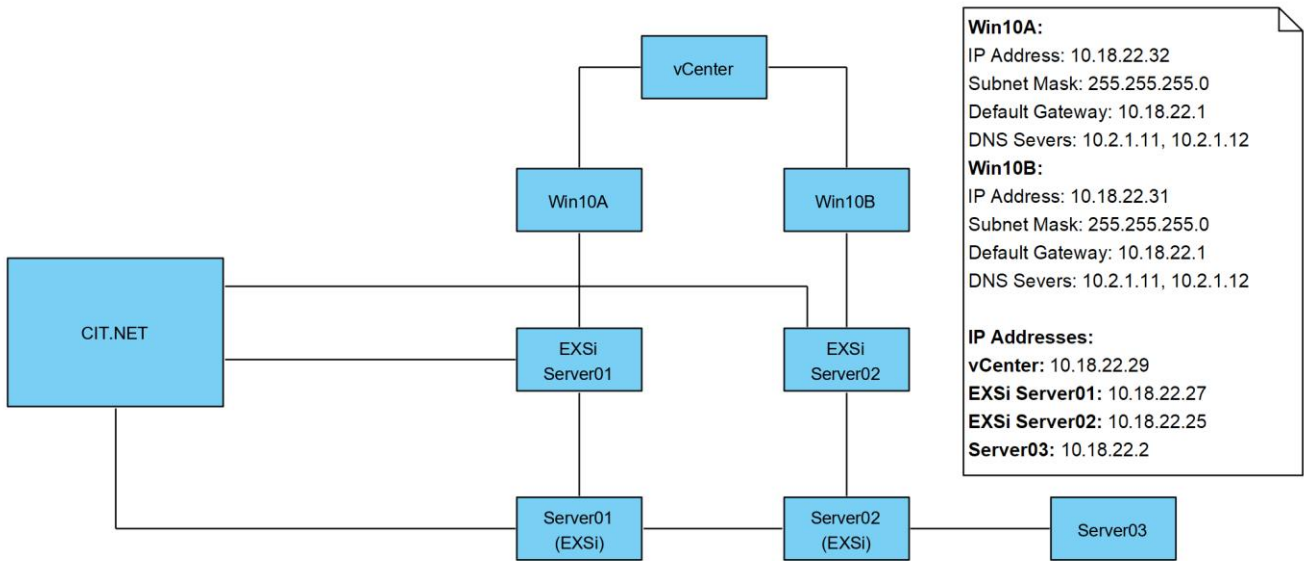 vCenter
Win10A
Win10B
CIT.NET
EXSi
Server01
EXSi
Server02
Server01
(EXSi)
Server02
(EXSi)
Server03
Win10A:
IP Address: 10.18.22.32
Subnet Mask: 255.255.255.0
Default Gateway: 10.18.22.1
DNS Severs: 10.2.1.11, 10.2.1.12
Win10B:
IP Address: 10.18.22.31
Subnet Mask: 255.255.255.0
Default Gateway: 10.18.22.1
DNS Severs: 10.2.1.11, 10.2.1.12
IP Addresses:
vCenter: 10.18.22.29
EXSi Server01: 10.18.22.27
EXSi Server02: 10.18.22.25
Server03: 10.18.22.2